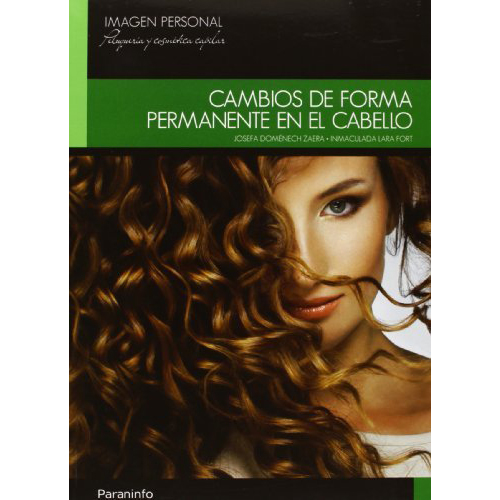 IMAGEN PERSONAL
Peluquería y cosmética capilar
CAMBIOS DE FORMA
PERMANENTE EN EL CABELLO
JOSEFA DOMÉNECH ZAERA • INMACULADA LARA FORT
Paraninfo